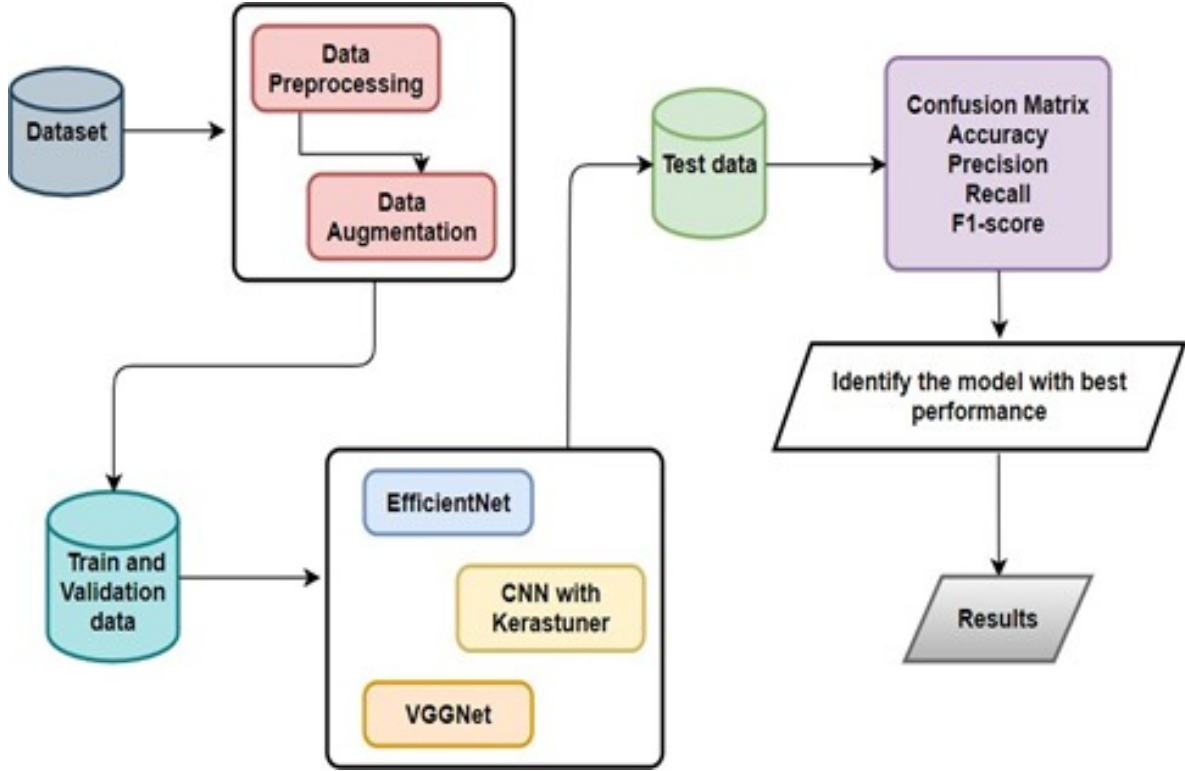 Dataset
Data
Preprocessing
Data
Augmentation
Train and
Validation
data
EfficientNet
CNN with
Kerastuner
VGGNet
Test data
Confusion Matrix
Accuracy
Precision
Recall
F1-score
Identify the model with best
performance
Results